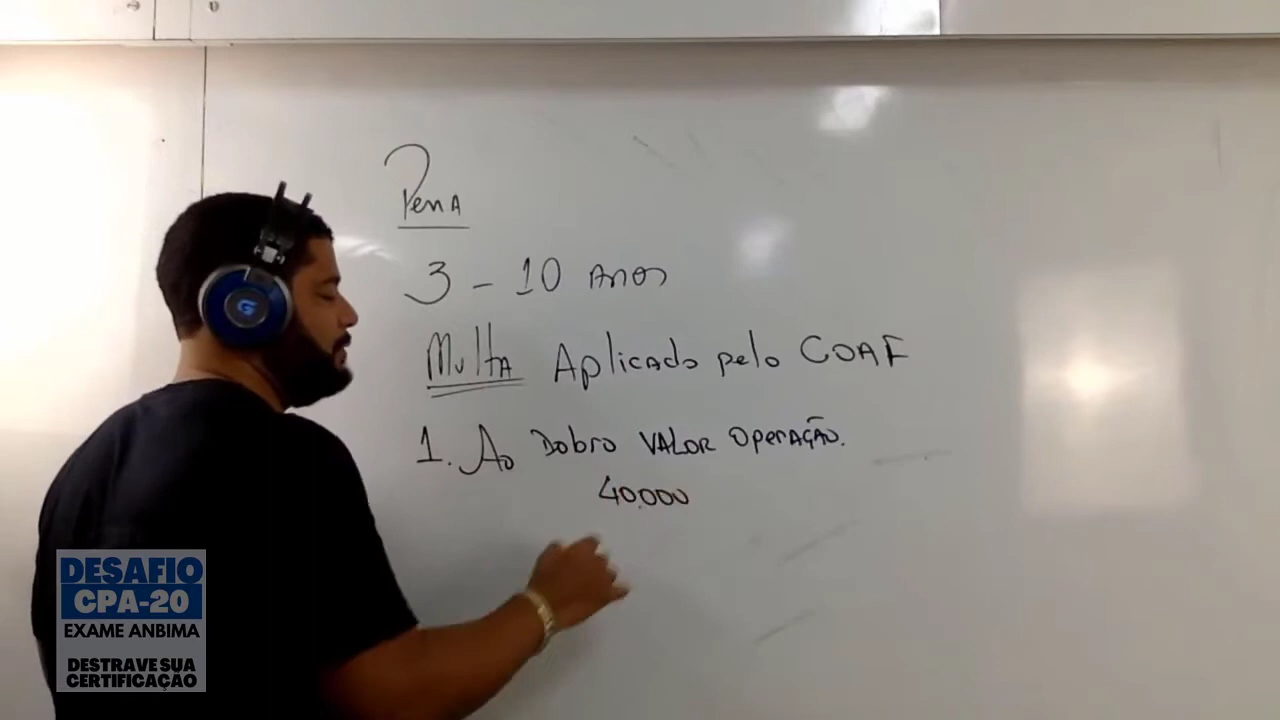 Pena
3 - 10 Anos
Multa Aplicado pelo COAF
1. Ao Dobro VALOR Operação.
40.000
DESAFIO
CPA-20
EXAME ANBIMA
DESTRAVE SUA
CERTIFICAÇÃO